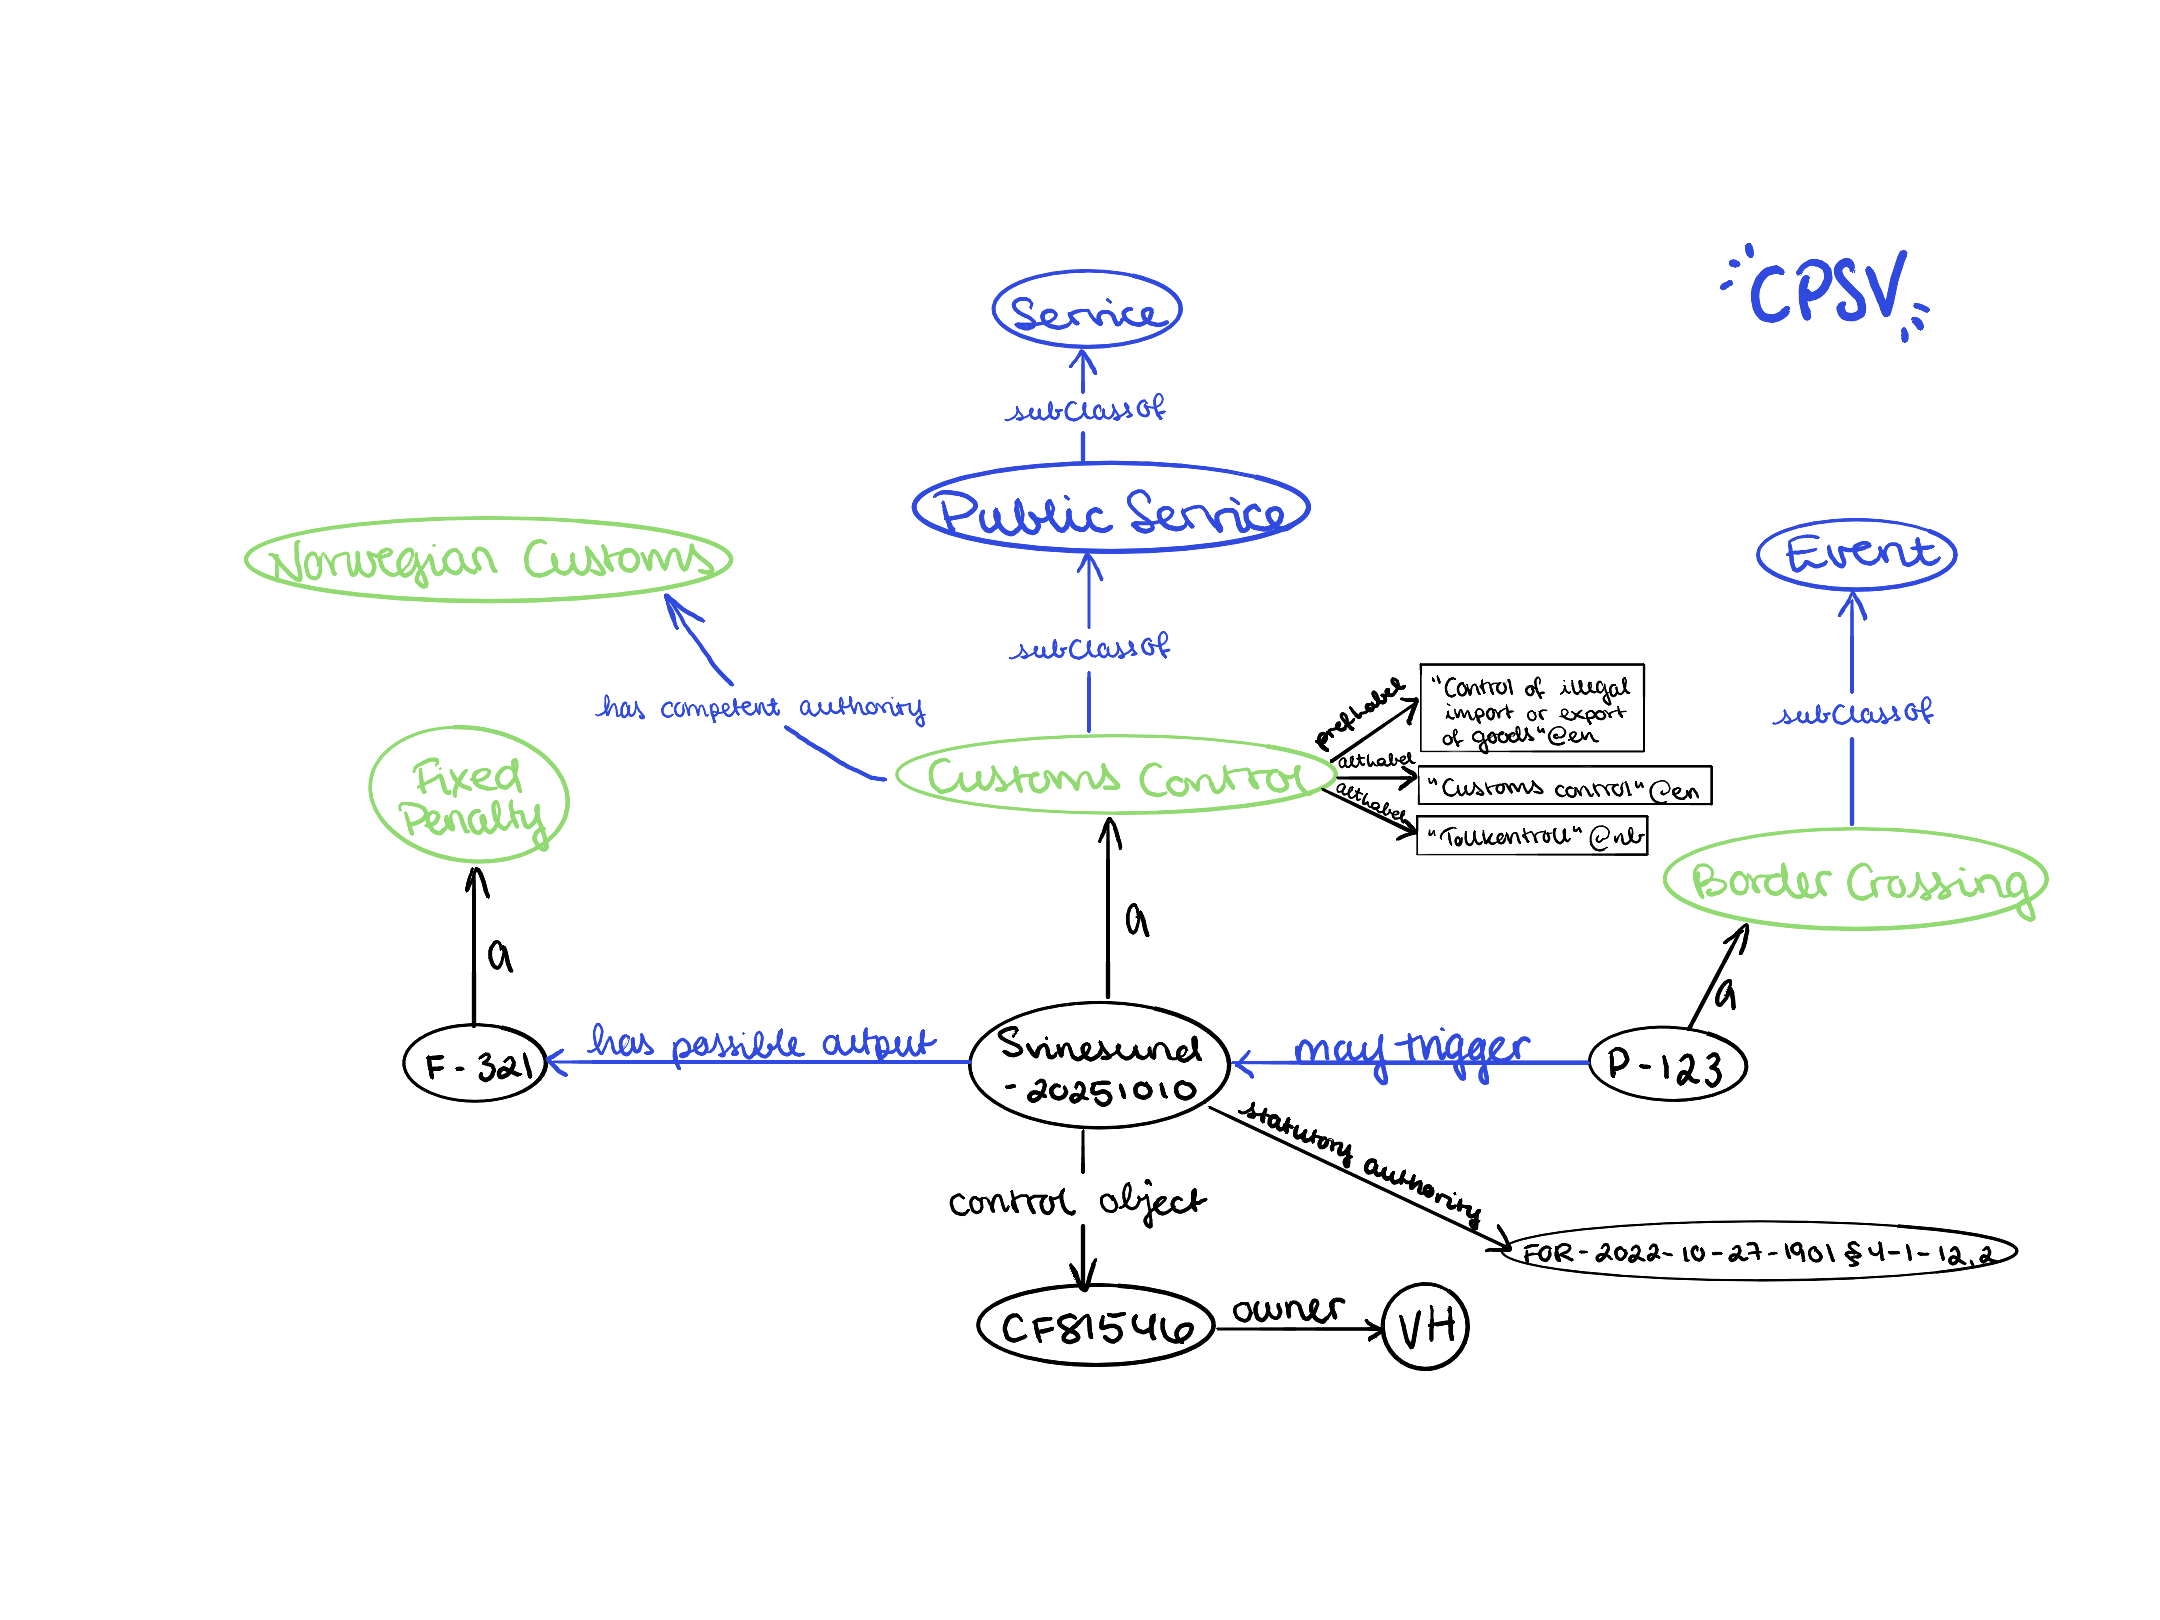 CPSV
Service
subClassOf
Public Service
Norwegian Customs
Event
subClassOf
has competent authority
prefLabel
"Control of illegal
import or export
of goods"@en
subClassOf
Customs Control
altLabel
"Customs control"@en
altLabel
"Tollkontroll"@nb
Fixed
Penalty
Border Crossing
a
a
a
has possible output
Svinesund
-20251010
may trigger
F-321
P-123
statutory authority
control object
FOR-2022-10-27-1901 § 4-1-12,2
CF81546
owner
VH